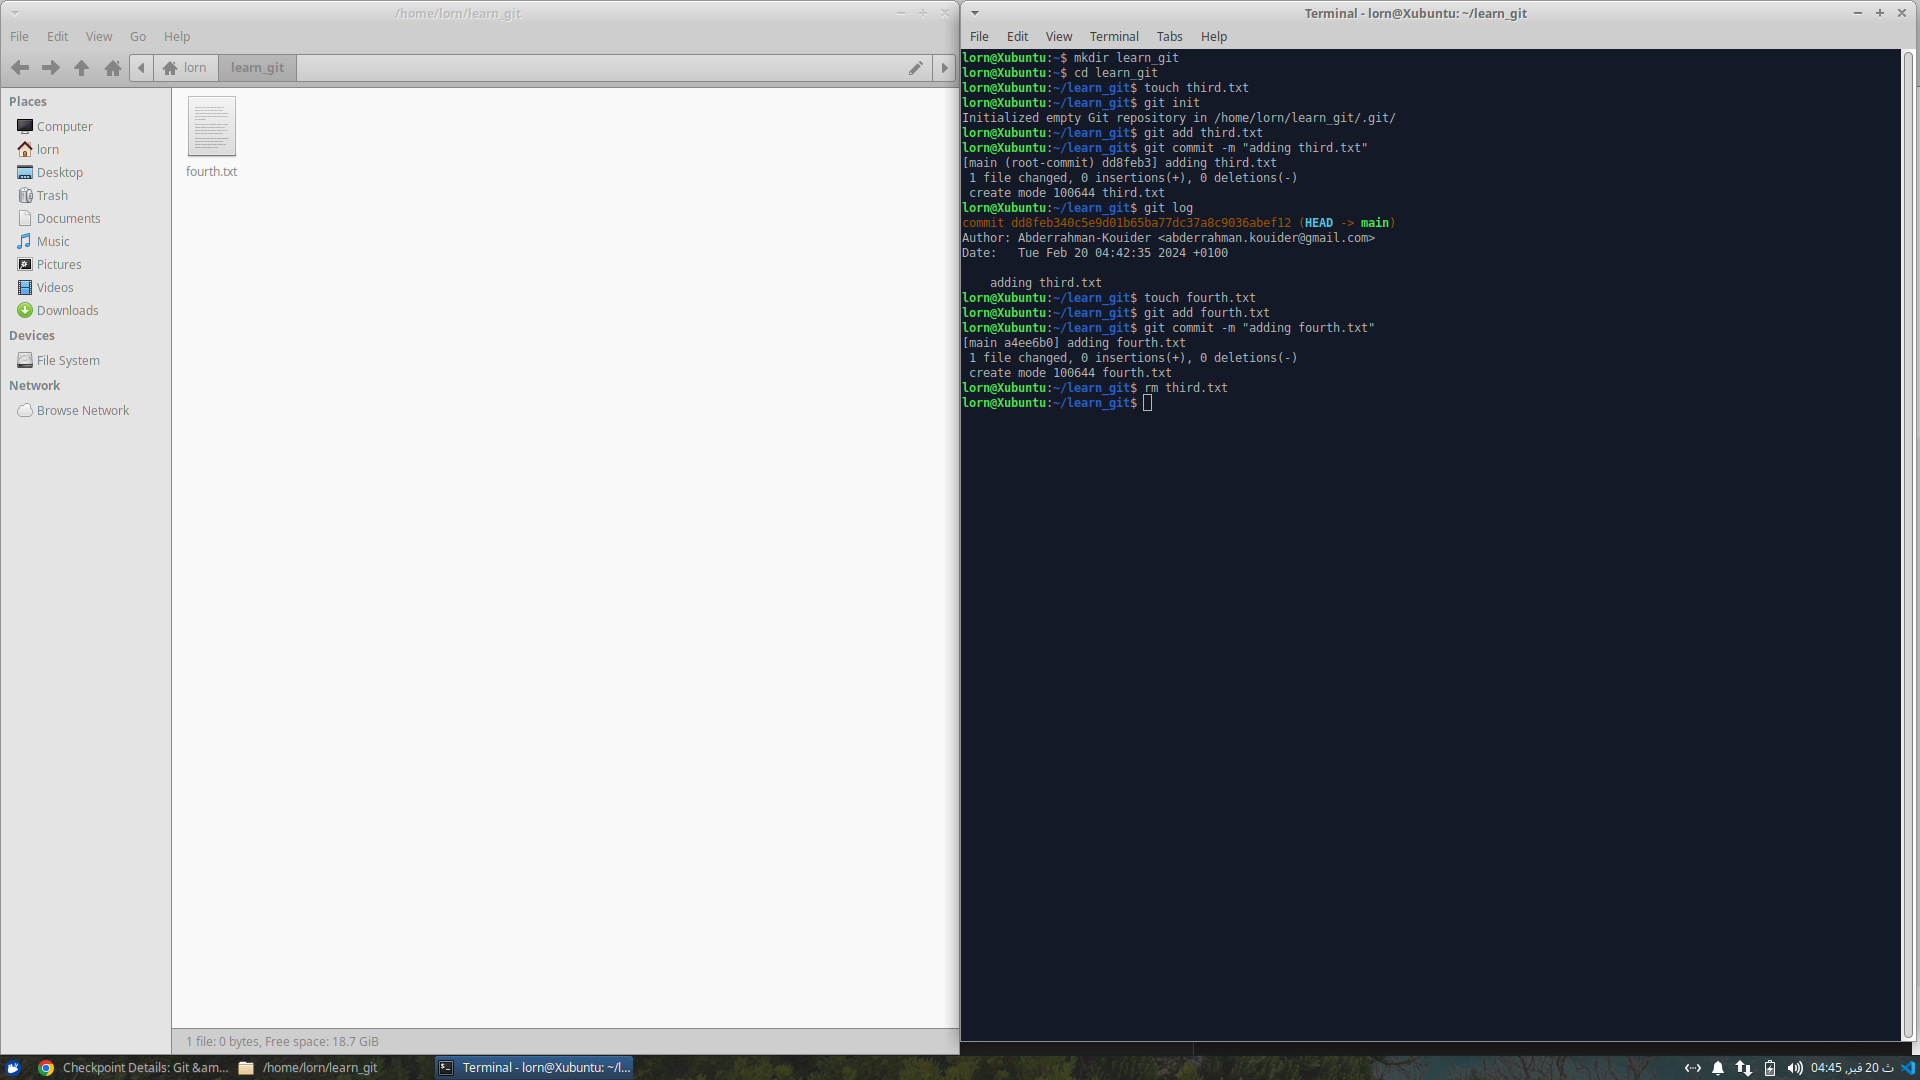 /home/lorn/learn_git
File Edit View Go Help
lorn learn_git
Places
Computer
lorn
Desktop
Trash
Documents
Music
Pictures
Videos
Downloads
Devices
File System
Network
Browse Network
fourth.txt
1 file: 0 bytes, Free space: 18.7 GiB
Terminal - lorn@Xubuntu: ~/learn_git
File Edit View Terminal Tabs Help
lorn@Xubuntu:~$ mkdir learn_git
lorn@Xubuntu:~$ cd learn_git
lorn@Xubuntu:~/learn_git$ touch third.txt
lorn@Xubuntu:~/learn_git$ git init
Initialized empty Git repository in /home/lorn/learn_git/.git/
lorn@Xubuntu:~/learn_git$ git add third.txt
lorn@Xubuntu:~/learn_git$ git commit -m "adding third.txt"
[main (root-commit) dd8feb3] adding third.txt
 1 file changed, 0 insertions(+), 0 deletions(-)
 create mode 100644 third.txt
lorn@Xubuntu:~/learn_git$ git log
commit dd8feb340c5e9d01b65ba77dc37a8c9036abef12 (HEAD -> main)
Author: Abderrahman-Kouider <abderrahman.kouider@gmail.com>
Date:   Tue Feb 20 04:42:35 2024 +0100
    adding third.txt
lorn@Xubuntu:~/learn_git$ touch fourth.txt
lorn@Xubuntu:~/learn_git$ git add fourth.txt
lorn@Xubuntu:~/learn_git$ git commit -m "adding fourth.txt"
[main a4ee6b0] adding fourth.txt
 1 file changed, 0 insertions(+), 0 deletions(-)
 create mode 100644 fourth.txt
lorn@Xubuntu:~/learn_git$ rm third.txt
lorn@Xubuntu:~/learn_git$
Checkpoint Details: Git &am... /home/lorn/learn_git Terminal - lorn@Xubuntu: ~/l... ث 20 فبر, 04:45